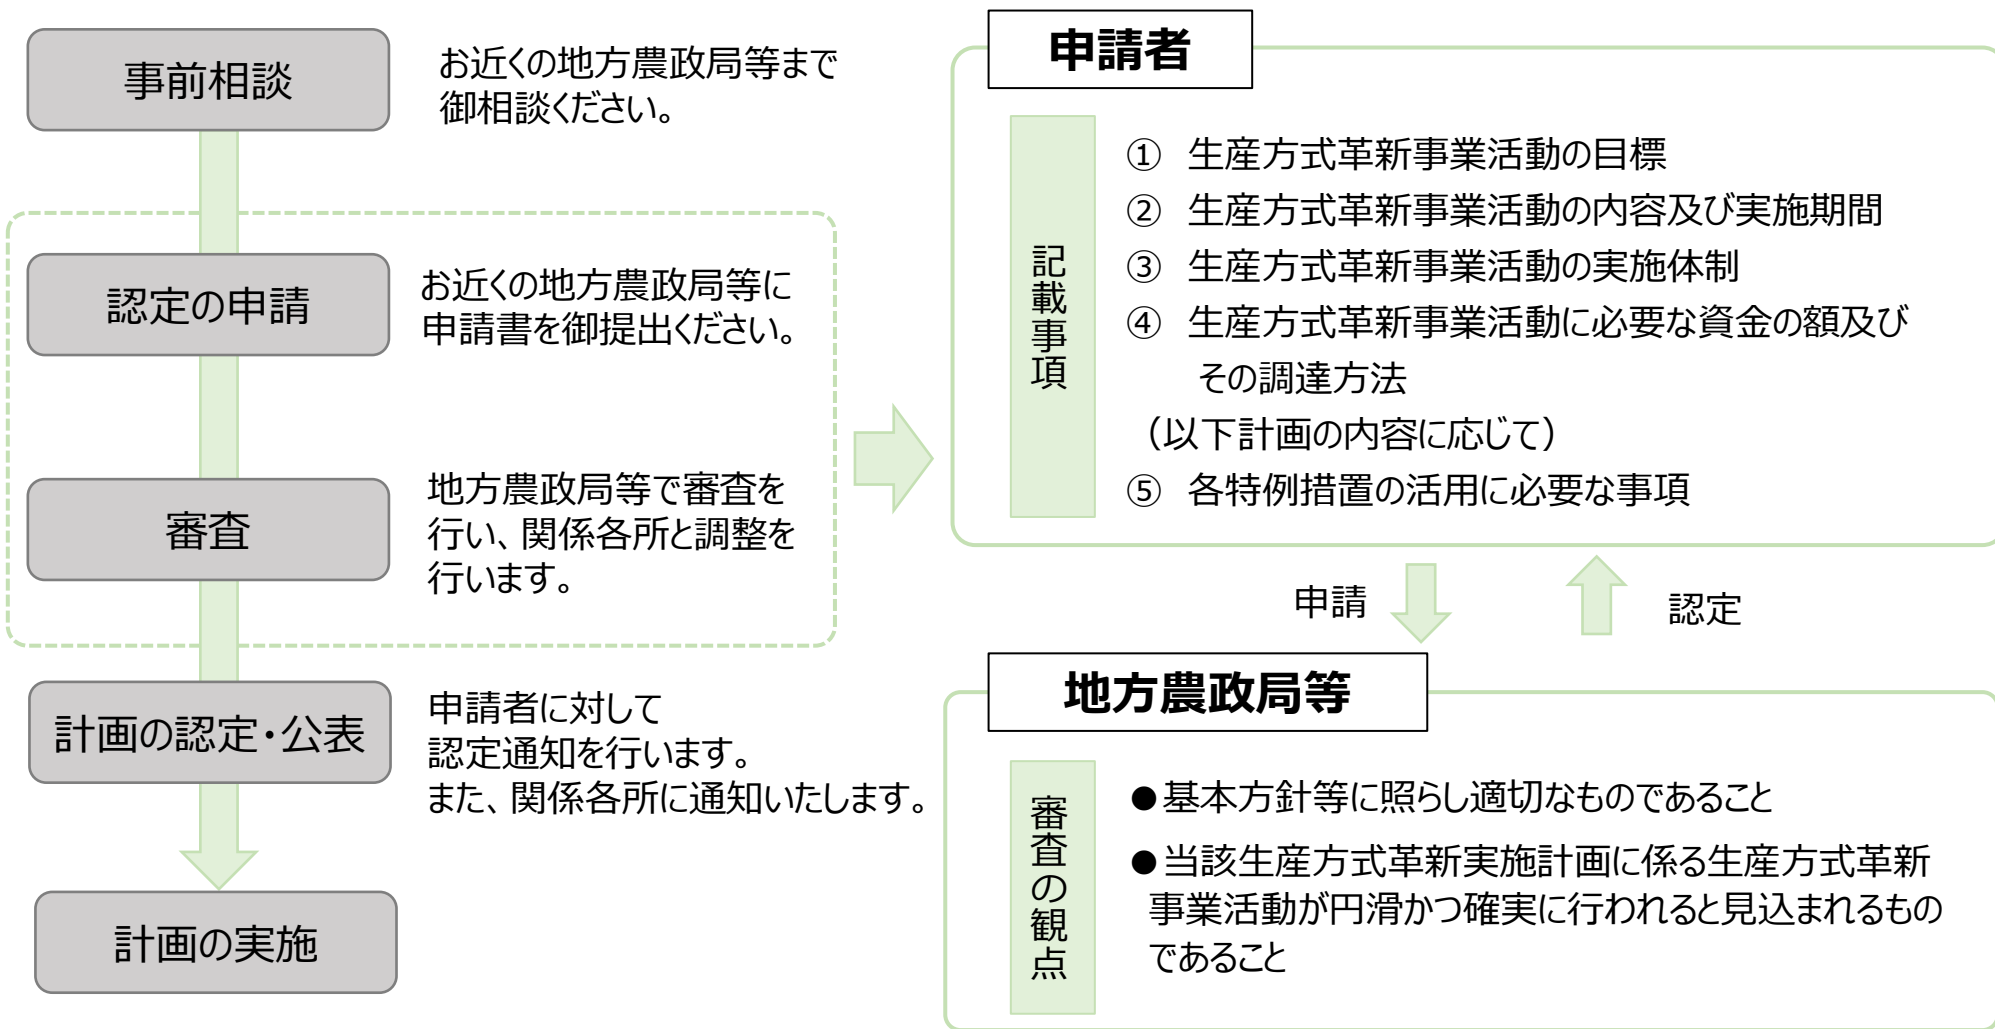 事前相談
お近くの地方農政局等まで
御相談ください。
認定の申請
お近くの地方農政局等に
申請書を御提出ください。
審査
地方農政局等で審査を
行い、関係各所と調整を
行います。
計画の認定・公表
申請者に対して
認定通知を行います。
また、関係各所に通知いたします。
計画の実施
申請者
記載事項
① 生産方式革新事業活動の目標
② 生産方式革新事業活動の内容及び実施期間
③ 生産方式革新事業活動の実施体制
④ 生産方式革新事業活動に必要な資金の額及び
その調達方法
（以下計画の内容に応じて）
⑤ 各特例措置の活用に必要な事項
申請
認定
地方農政局等
審査の観点
●基本方針等に照らし適切なものであること
●当該生産方式革新実施計画に係る生産方式革新
事業活動が円滑かつ確実に行われると見込まれるもの
であること